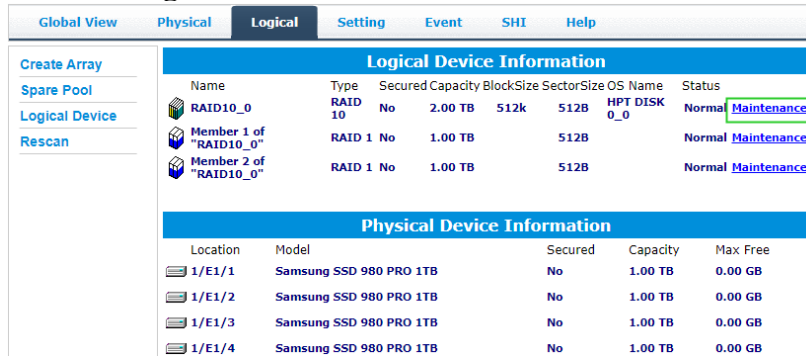 Global View Physical Logical Setting Event SHI Help
Create Array
Spare Pool
Logical Device
Rescan
Logical Device Information
Name Type Secured Capacity BlockSize SectorSize OS Name Status
RAID10_0 RAID 10 No 2.00 TB 512k 512B HPT DISK 0_0 Normal Maintenance
Member 1 of "RAID10_0" RAID 1 No 1.00 TB 512B Normal Maintenance
Member 2 of "RAID10_0" RAID 1 No 1.00 TB 512B Normal Maintenance
Physical Device Information
Location Model Secured Capacity Max Free
1/E1/1 Samsung SSD 980 PRO 1TB No 1.00 TB 0.00 GB
1/E1/2 Samsung SSD 980 PRO 1TB No 1.00 TB 0.00 GB
1/E1/3 Samsung SSD 980 PRO 1TB No 1.00 TB 0.00 GB
1/E1/4 Samsung SSD 980 PRO 1TB No 1.00 TB 0.00 GB